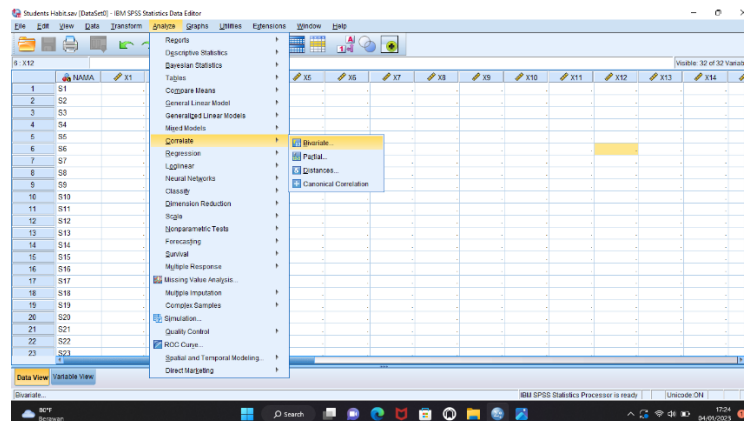 Students Habit.sav [DataSet0] - IBM SPSS Statistics Data Editor
File Edit View Data Transform Analyze Graphs Utilities Extensions Window Help
6 : X12
Visible: 32 of 32 Variab
NAMA X1 X5 X6 X7 X8 X9 X10 X11 X12 X13 X14
Reports
Descriptive Statistics
Bayesian Statistics
Tables
Compare Means
General Linear Model
Generalized Linear Models
Mixed Models
Correlate
Regression
Loglinear
Neural Networks
Classify
Dimension Reduction
Scale
Nonparametric Tests
Forecasting
Survival
Multiple Response
Missing Value Analysis...
Multiple Imputation
Complex Samples
Simulation...
Quality Control
ROC Curve...
Spatial and Temporal Modeling...
Direct Marketing
Bivariate...
Partial...
Distances...
Canonical Correlation
1 S1
2 S2
3 S3
4 S4
5 S5
6 S6
7 S7
8 S8
9 S9
10 S10
11 S11
12 S12
13 S13
14 S14
15 S15
16 S16
17 S17
18 S18
19 S19
20 S20
21 S21
22 S22
23 S23
Data View Variable View
Bivariate...
IBM SPSS Statistics Processor is ready
Unicode:ON
80°F
Berawan
Search
17:24
04/01/2023